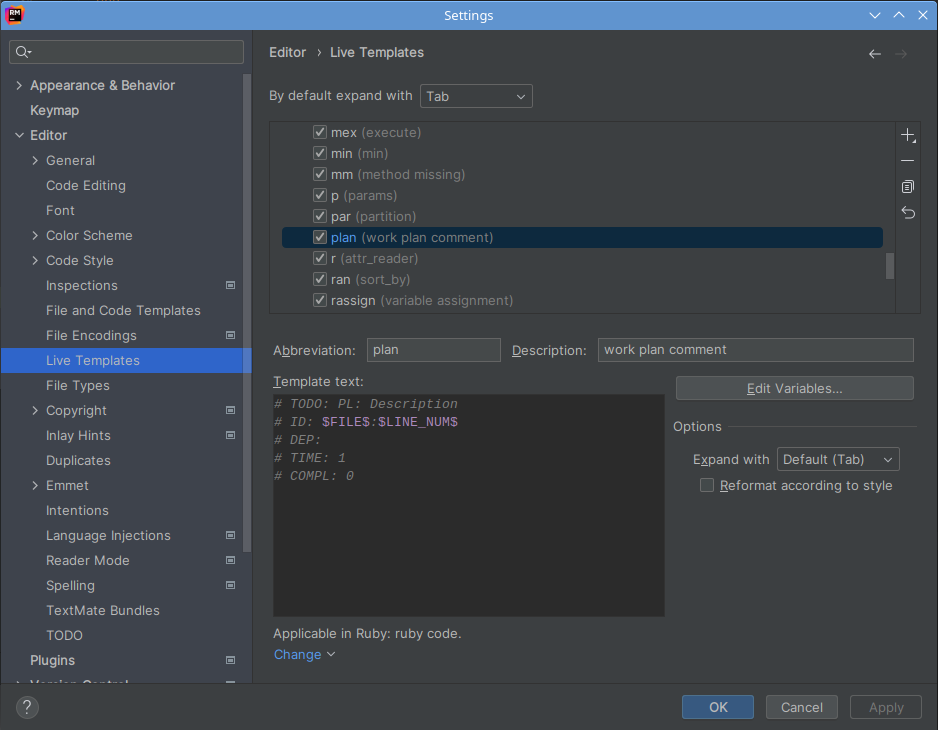 RM
Settings
Appearance & Behavior
Keymap
Editor
General
Code Editing
Font
Color Scheme
Code Style
Inspections
File and Code Templates
File Encodings
Live Templates
File Types
Copyright
Inlay Hints
Duplicates
Emmet
Intentions
Language Injections
Reader Mode
Spelling
TextMate Bundles
TODO
Plugins
Version Control
Editor › Live Templates
By default expand with Tab
mex (execute)
min (min)
mm (method missing)
p (params)
par (partition)
plan (work plan comment)
r (attr_reader)
ran (sort_by)
rassign (variable assignment)
Abbreviation: plan Description: work plan comment
Template text:
# TODO: PL: Description
# ID: $FILE$:$LINE_NUM$
# DEP:
# TIME: 1
# COMPL: 0
Edit Variables...
Options
Expand with Default (Tab)
Reformat according to style
Applicable in Ruby: ruby code.
Change
? OK Cancel Apply